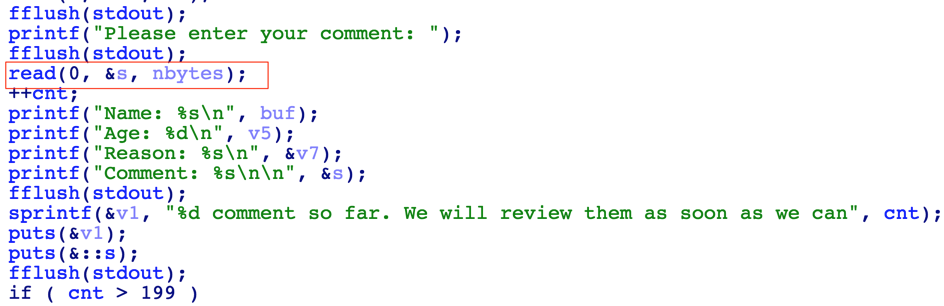 fflush(stdout);
printf("Please enter your comment: ");
fflush(stdout);
read(0, &s, nbytes);
++cnt;
printf("Name: %s\n", buf);
printf("Age: %d\n", v5);
printf("Reason: %s\n", &v7);
printf("Comment: %s\n\n", &s);
fflush(stdout);
sprintf(&v1, "%d comment so far. We will review them as soon as we can", cnt);
puts(&v1);
puts(&::s);
fflush(stdout);
if ( cnt > 199 )